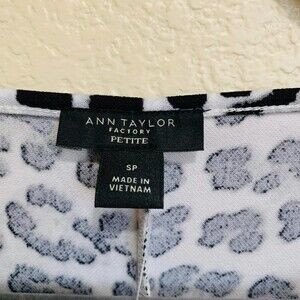 ANN TAYLOR
FACTORY
PETITE
SP
MADE IN
VIETNAM